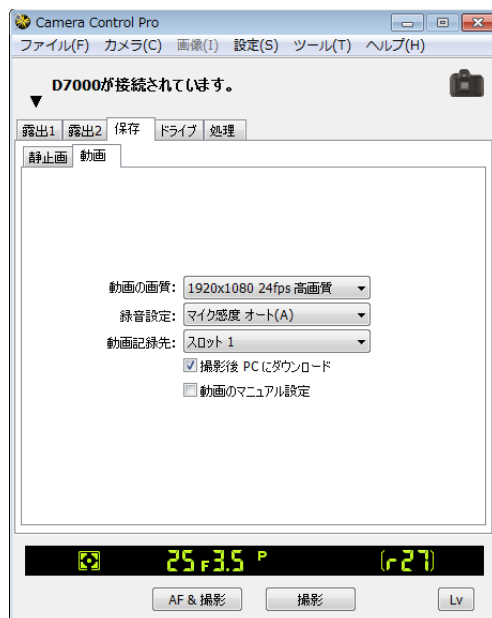 Camera Control Pro
ファイル(F) カメラ(C) 画像(I) 設定(S) ツール(T) ヘルプ(H)
D7000が接続されています。
露出1 露出2 保存 ドライブ 処理
静止画 動画
動画の画質: 1920x1080 24fps 高画質
録音設定: マイク感度 オート(A)
動画記録先: スロット 1
撮影後 PCにダウンロード
動画のマニュアル設定
25 F3.5 P (r27)
AF & 撮影 撮影 Lv